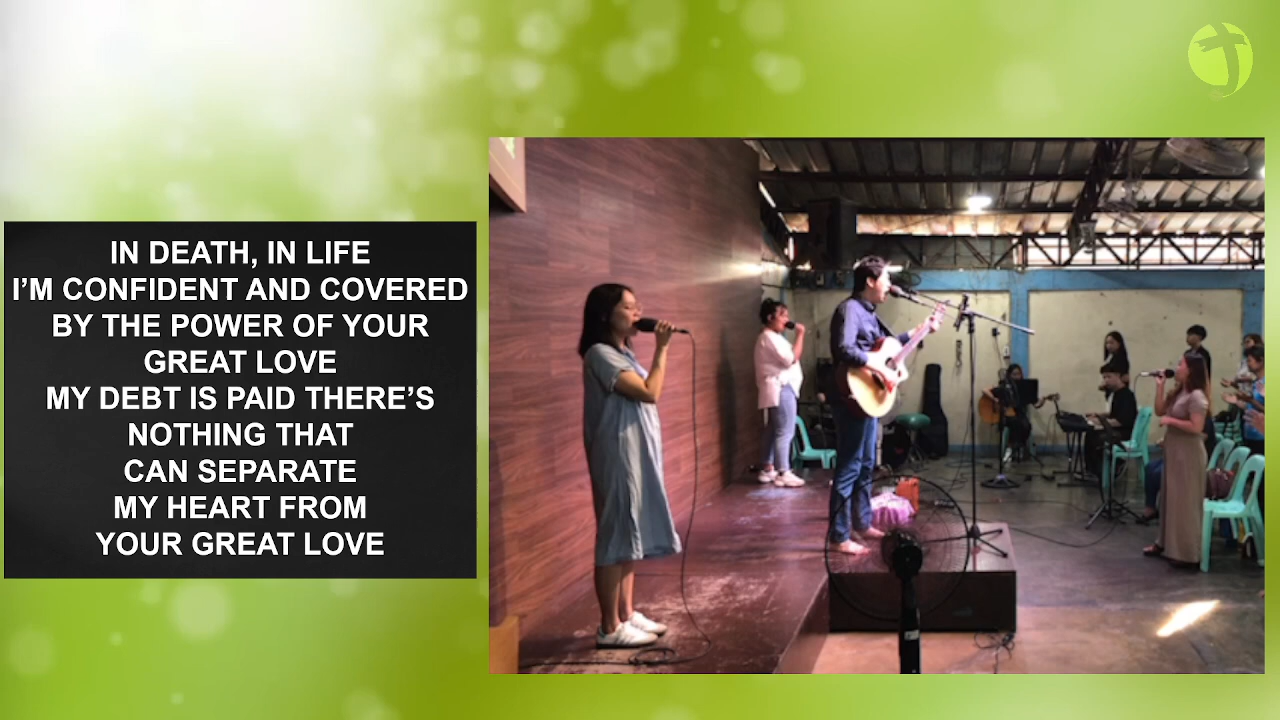 IN DEATH, IN LIFE
I’M CONFIDENT AND COVERED
BY THE POWER OF YOUR
GREAT LOVE
MY DEBT IS PAID THERE’S
NOTHING THAT
CAN SEPARATE
MY HEART FROM
YOUR GREAT LOVE